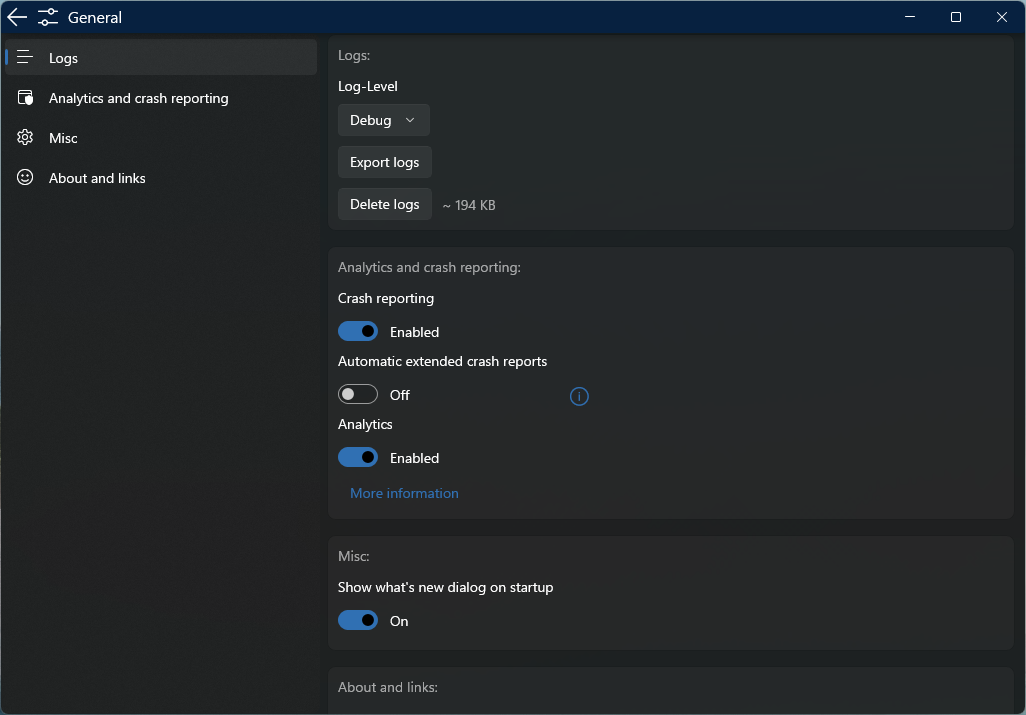 General
Logs
Analytics and crash reporting
Misc
About and links
Logs:
Log-Level
Debug
Export logs
Delete logs ~ 194 KB
Analytics and crash reporting:
Crash reporting
Enabled
Automatic extended crash reports
Off
Analytics
Enabled
More information
Misc:
Show what's new dialog on startup
On
About and links: